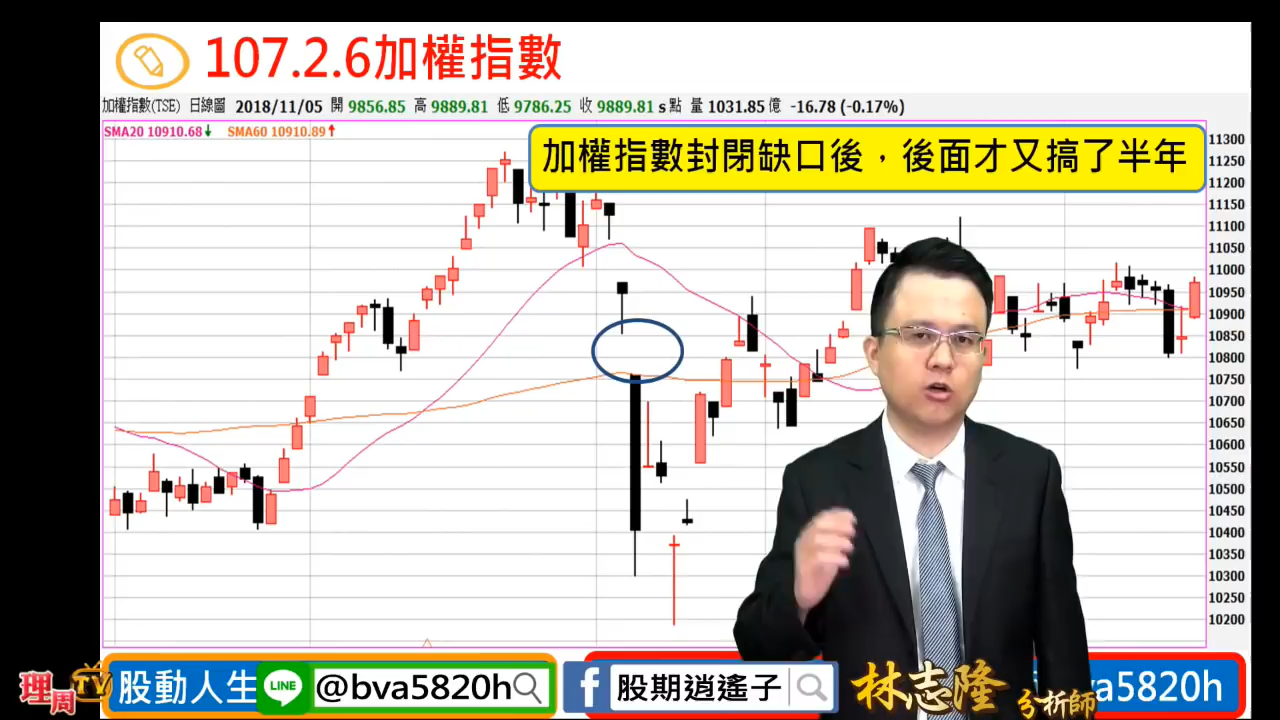 107.2.6加權指數
加權指數(TSE) 日線圖 2018/11/05 開 9856.85 高 9889.81 低 9786.25 收 9889.81 s 點 量 1031.85 億 -16.78 (-0.17%)
SMA20 10910.68↓ SMA60 10910.89↑
加權指數封閉缺口後，後面才又搞了半年
11300
11250
11200
11150
11100
11050
11000
10950
10900
10850
10800
10750
10700
10650
10600
10550
10500
10450
10400
10350
10300
10250
10200
理周TV
股動人生 LINE @bva5820h
f 股期逍遙子
林志隆 分析師
va5820h